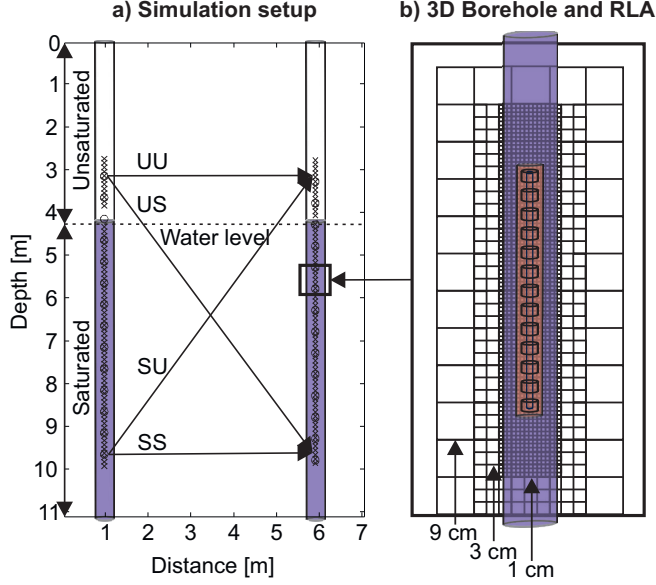 a) Simulation setup
b) 3D Borehole and RLA
0
1
2
3
4
5
6
7
8
9
10
11
Depth [m]
Unsaturated
Saturated
UU
US
Water level
SU
SS
1
2
3
4
5
6
7
Distance [m]
9 cm
3 cm
1 cm